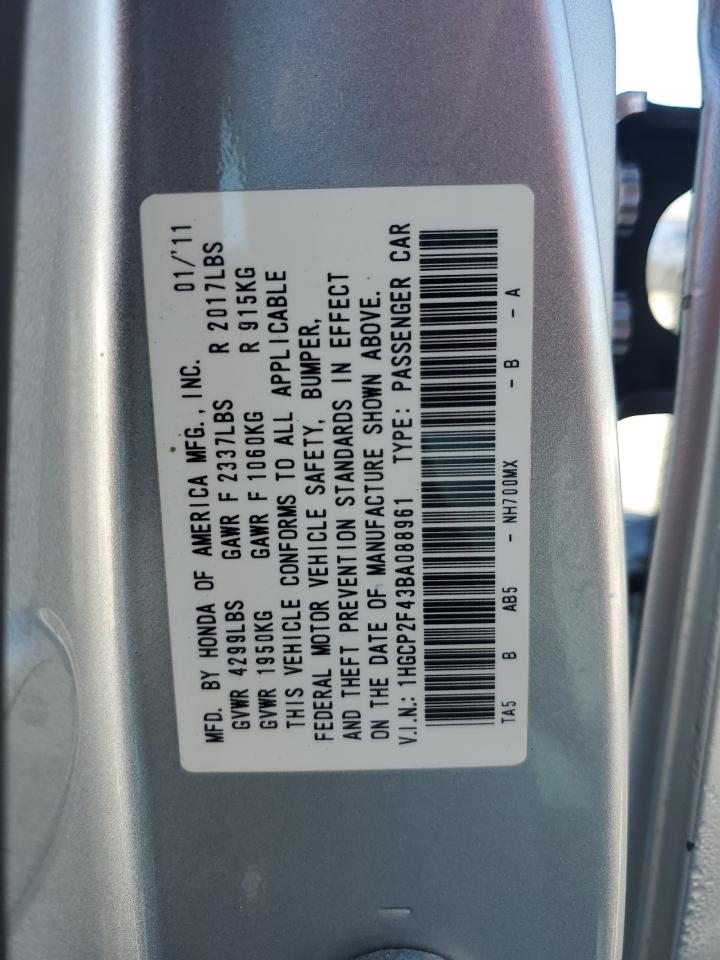 MFD. BY HONDA OF AMERICA MFG., INC. 01/'11
GVWR 4299LBS GAWR F 2337LBS R 2017LBS
GVWR 1950KG GAWR F 1060KG R 915KG
THIS VEHICLE CONFORMS TO ALL APPLICABLE
FEDERAL MOTOR VEHICLE SAFETY, BUMPER,
AND THEFT PREVENTION STANDARDS IN EFFECT
ON THE DATE OF MANUFACTURE SHOWN ABOVE.
V.I.N.: 1HGCP2F43BA088961 TYPE: PASSENGER CAR
TA5 B AB5 - NH700MX - B - A